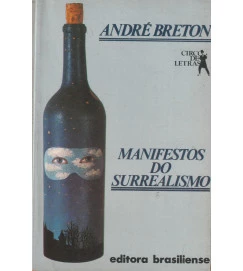 ANDRÉ BRETON
CIRCO
DE
LETRAS
MANIFESTOS
DO
SURREALISMO
editora brasiliense